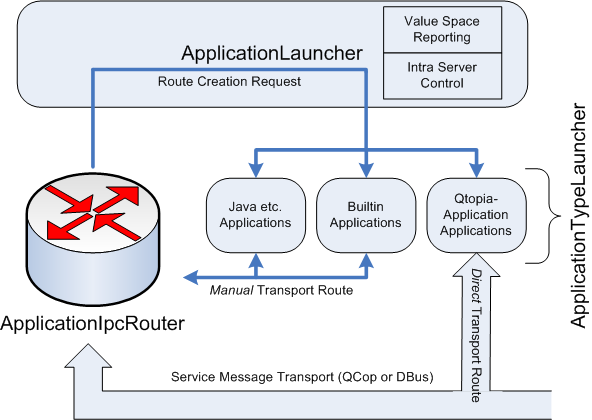 Value Space
Reporting
ApplicationLauncher
Route Creation Request
Intra Server
Control
Java etc.
Applications
Builtin
Applications
Qtopia-
Application
Applications
ApplicationTypeLauncher
Manual Transport Route
Direct Transport Route
ApplicationIpcRouter
Service Message Transport (QCop or DBus)